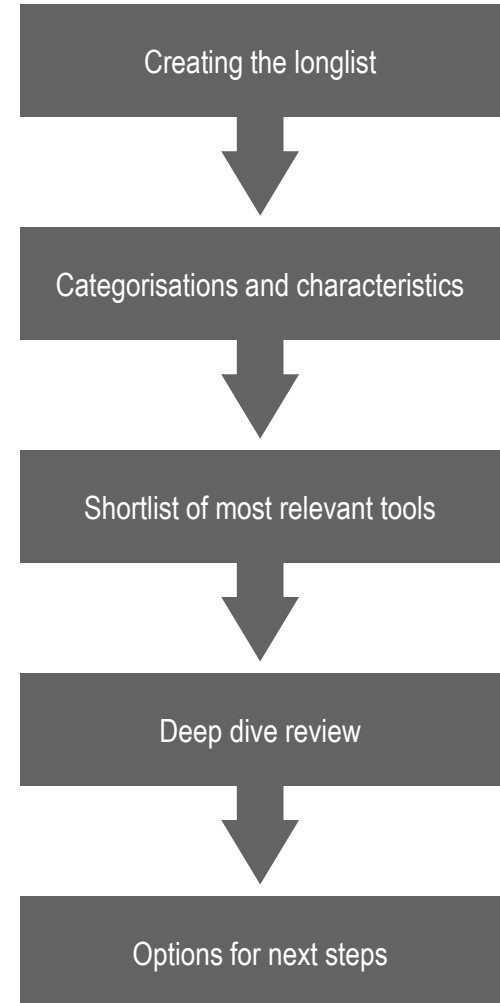 Creating the longlist
Categorisations and characteristics
Shortlist of most relevant tools
Deep dive review
Options for next steps